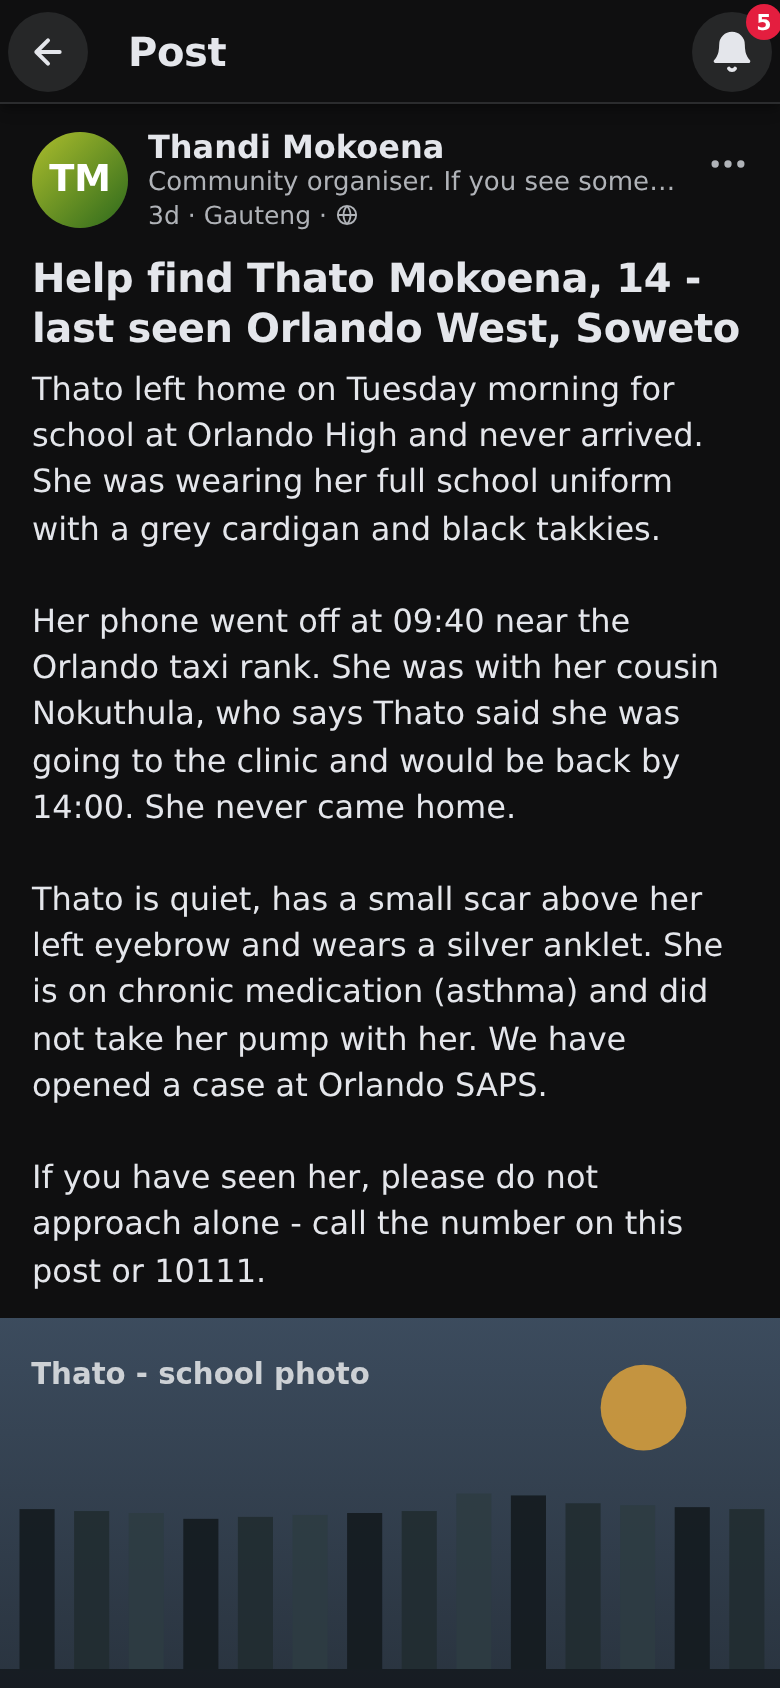 Post
5
TM
Thandi Mokoena
Community organiser. If you see some...
3d · Gauteng ·
Help find Thato Mokoena, 14 -
last seen Orlando West, Soweto
Thato left home on Tuesday morning for
school at Orlando High and never arrived.
She was wearing her full school uniform
with a grey cardigan and black takkies.
Her phone went off at 09:40 near the
Orlando taxi rank. She was with her cousin
Nokuthula, who says Thato said she was
going to the clinic and would be back by
14:00. She never came home.
Thato is quiet, has a small scar above her
left eyebrow and wears a silver anklet. She
is on chronic medication (asthma) and did
not take her pump with her. We have
opened a case at Orlando SAPS.
If you have seen her, please do not
approach alone - call the number on this
post or 10111.
Thato - school photo